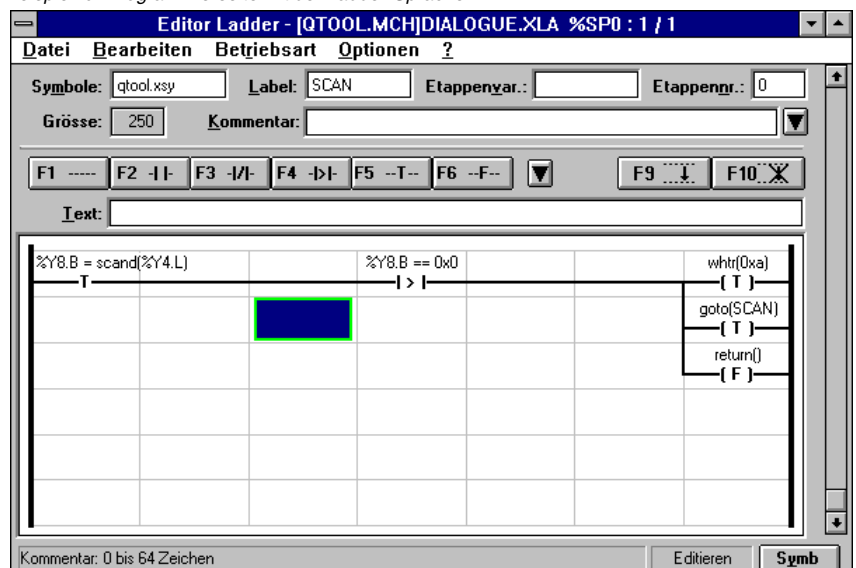 Editor Ladder - [QTOOL.MCH]DIALOGUE.XLA %SP0 : 1 / 1
Datei Bearbeiten Betriebsart Optionen ?
Symbole: qtool.xsy Label: SCAN Etappenvar.: Etappennr.: 0
Grösse: 250 Kommentar:
F1 ----- F2 -| |- F3 -|/|- F4 -|>|- F5 --T-- F6 --F-- F9 F10
Text:
%Y8.B = scand(%Y4.L) %Y8.B == 0x0 whtr(0xa)
T | > | ( T )
goto(SCAN)
( T )
return()
( F )
Kommentar: 0 bis 64 Zeichen Editieren Symb